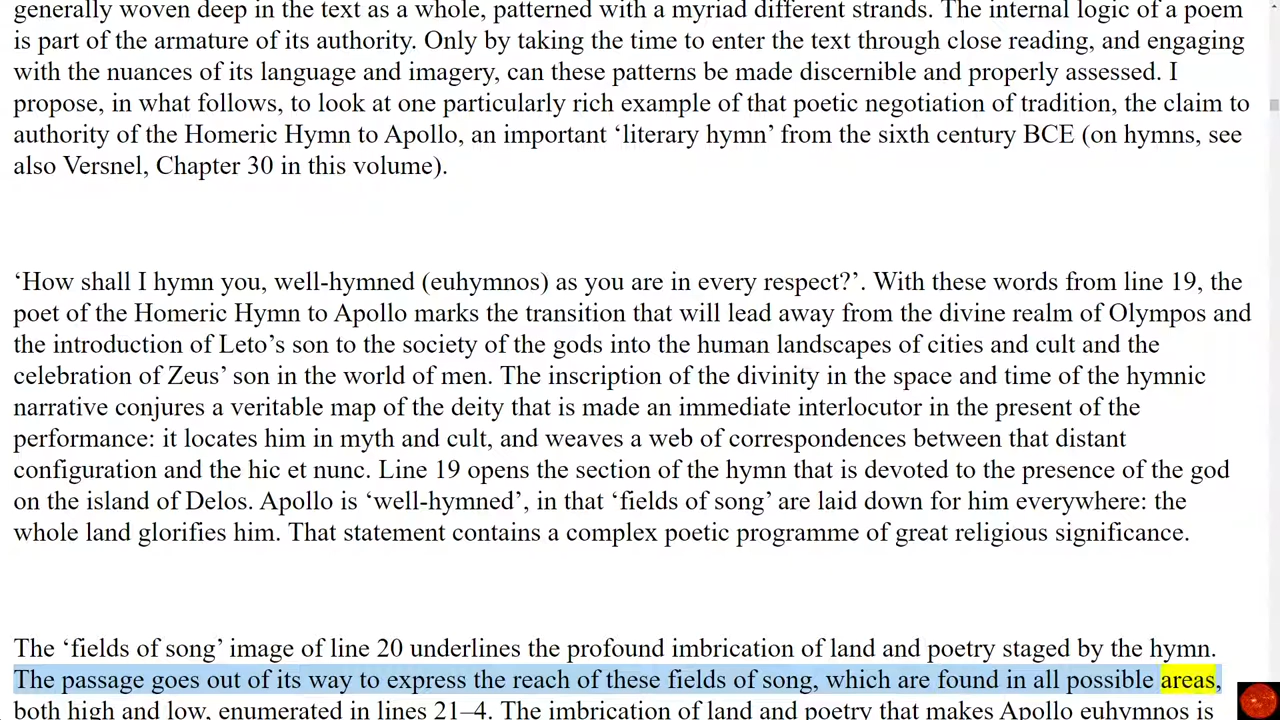 generally woven deep in the text as a whole, patterned with a myriad different strands. The internal logic of a poem
is part of the armature of its authority. Only by taking the time to enter the text through close reading, and engaging
with the nuances of its language and imagery, can these patterns be made discernible and properly assessed. I
propose, in what follows, to look at one particularly rich example of that poetic negotiation of tradition, the claim to
authority of the Homeric Hymn to Apollo, an important ‘literary hymn’ from the sixth century BCE (on hymns, see
also Versnel, Chapter 30 in this volume).
‘How shall I hymn you, well-hymned (euhymnos) as you are in every respect?’. With these words from line 19, the
poet of the Homeric Hymn to Apollo marks the transition that will lead away from the divine realm of Olympos and
the introduction of Leto’s son to the society of the gods into the human landscapes of cities and cult and the
celebration of Zeus’ son in the world of men. The inscription of the divinity in the space and time of the hymnic
narrative conjures a veritable map of the deity that is made an immediate interlocutor in the present of the
performance: it locates him in myth and cult, and weaves a web of correspondences between that distant
configuration and the hic et nunc. Line 19 opens the section of the hymn that is devoted to the presence of the god
on the island of Delos. Apollo is ‘well-hymned’, in that ‘fields of song’ are laid down for him everywhere: the
whole land glorifies him. That statement contains a complex poetic programme of great religious significance.
The ‘fields of song’ image of line 20 underlines the profound imbrication of land and poetry staged by the hymn.
The passage goes out of its way to express the reach of these fields of song, which are found in all possible areas,
both high and low, enumerated in lines 21–4. The imbrication of land and poetry that makes Apollo euhymnos is